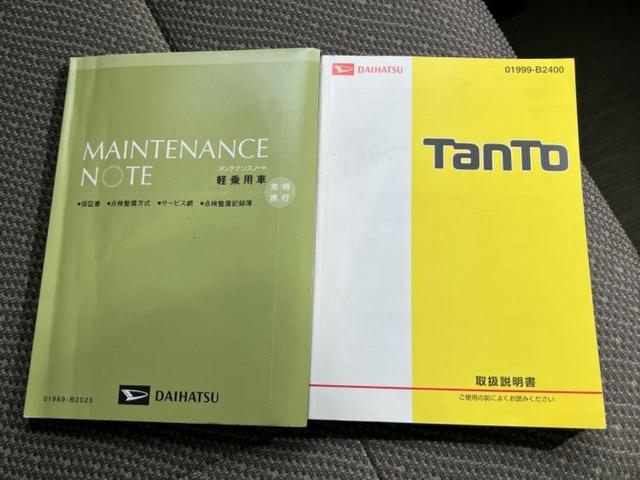 MAINTENANCE
NOTE
メンテナンスノート
軽乗用車
常時
携行
●保証書 ●点検整備方式 ●サービス網 ●点検整備記録簿
01989-B2025
DAIHATSU
DAIHATSU
01999-B2400
TanTo
取扱説明書
ご使用の前によくお読みください